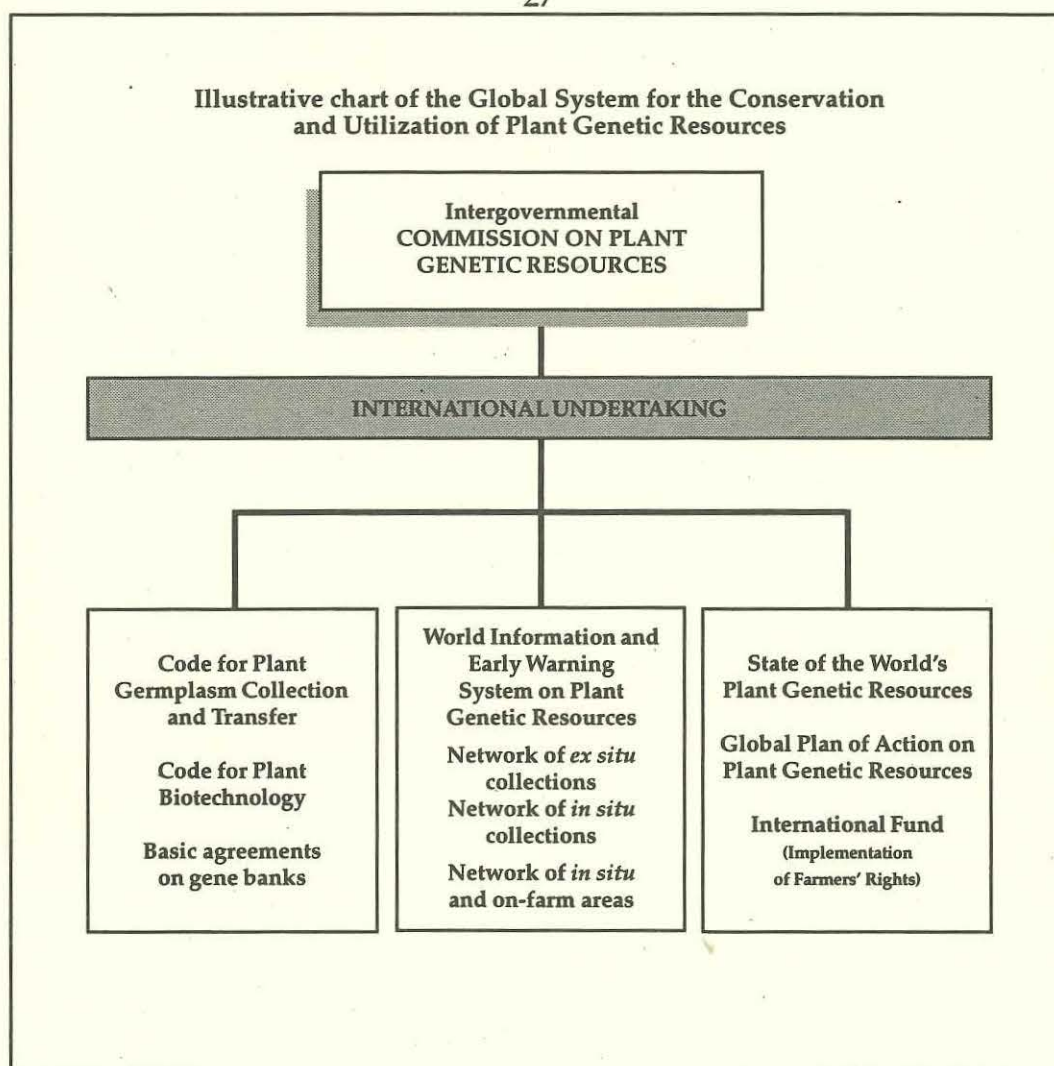 27
Illustrative chart of the Global System for the Conservation
and Utilization of Plant Genetic Resources
Intergovernmental
COMMISSION ON PLANT
GENETIC RESOURCES
INTERNATIONAL UNDERTAKING
Code for Plant
Germplasm Collection
and Transfer
Code for Plant
Biotechnology
Basic agreements
on gene banks
World Information and
Early Warning
System on Plant
Genetic Resources
Network of ex situ
collections
Network of in situ
collections
Network of in situ
and on-farm areas
State of the World's
Plant Genetic Resources
Global Plan of Action on
Plant Genetic Resources
International Fund
(Implementation
of Farmers' Rights)